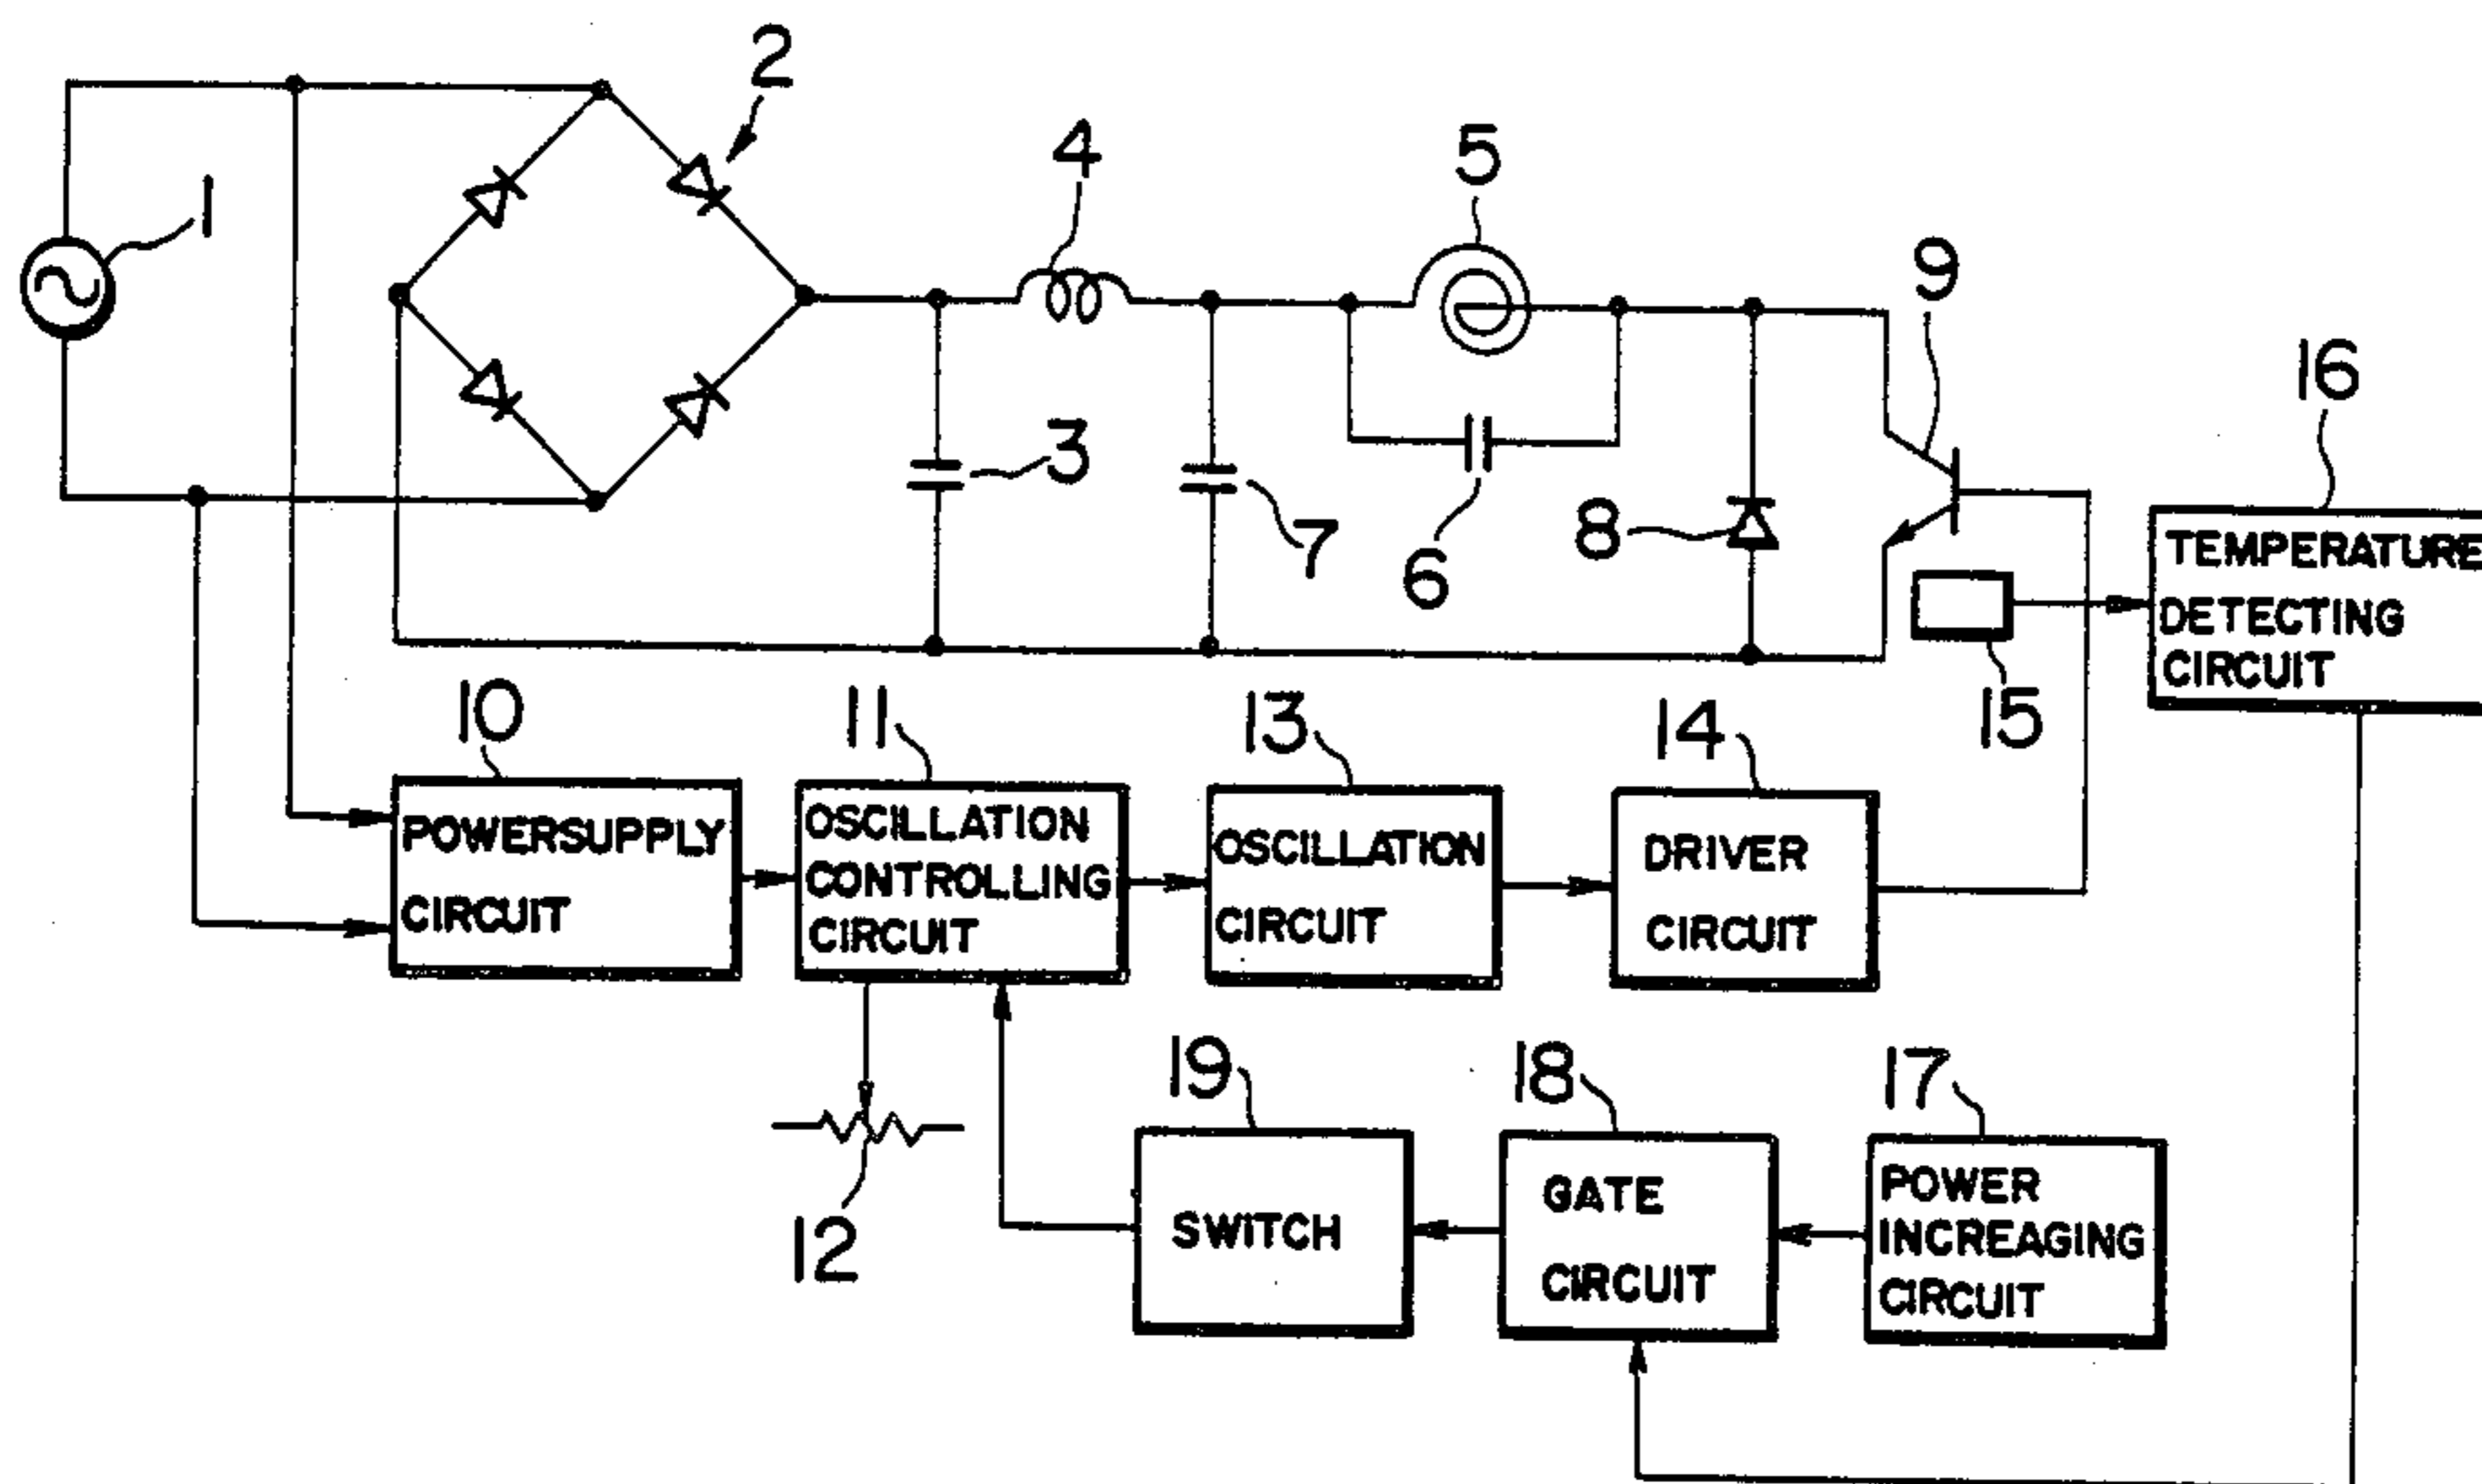 2
1
4
5
9
16
3
7
6
8
TEMPERATURE
DETECTING
CIRCUIT
15
10
11
13
14
POWERSUPPLY
CIRCUIT
OSCILLATION
CONTROLLING
CIRCUIT
OSCILLATION
CIRCUIT
DRIVER
CIRCUIT
12
19
18
17
SWITCH
GATE
CIRCUIT
POWER
INCREAGING
CIRCUIT